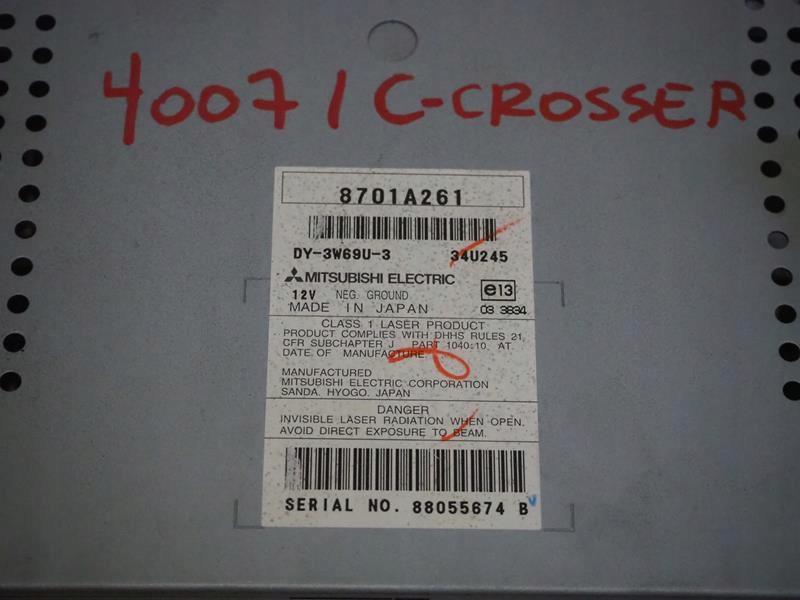 40071 C-CROSSER
8701A261
DY-3W69U-3 34U245
MITSUBISHI ELECTRIC
e13
12V NEG. GROUND
MADE IN JAPAN 03 3834
CLASS 1 LASER PRODUCT
PRODUCT COMPLIES WITH DHHS RULES 21
CFR SUBCHAPTER J PART 1040.10 AT.
DATE OF MANUFACTURE
MANUFACTURED
MITSUBISHI ELECTRIC CORPORATION
SANDA. HYOGO. JAPAN
DANGER
INVISIBLE LASER RADIATION WHEN OPEN.
AVOID DIRECT EXPOSURE TO BEAM.
SERIAL NO. 88055674 B